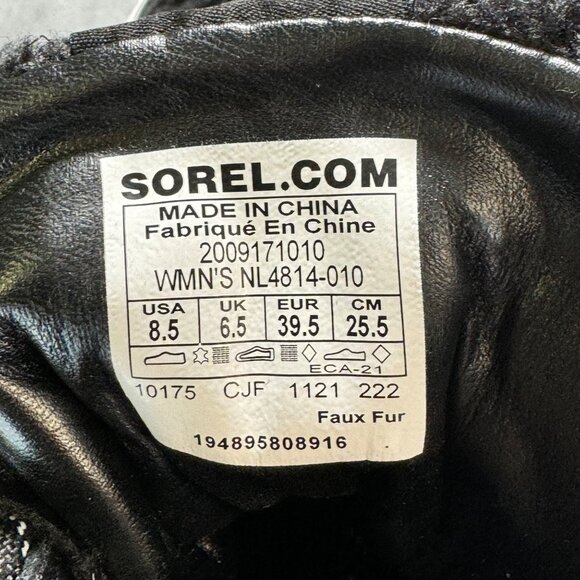 SOREL.COM
MADE IN CHINA
Fabriqué En Chine
2009171010
WMN'S NL4814-010
USA UK EUR CM
8.5 6.5 39.5 25.5
ECA-21
10175 CJF 1121 222
Faux Fur
194895808916